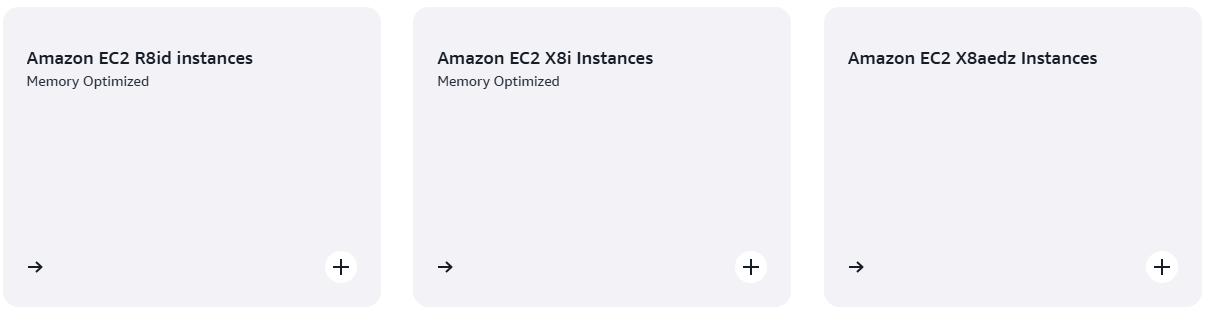 Amazon EC2 R8id instances
Memory Optimized
Amazon EC2 X8i Instances
Memory Optimized
Amazon EC2 X8aedz Instances